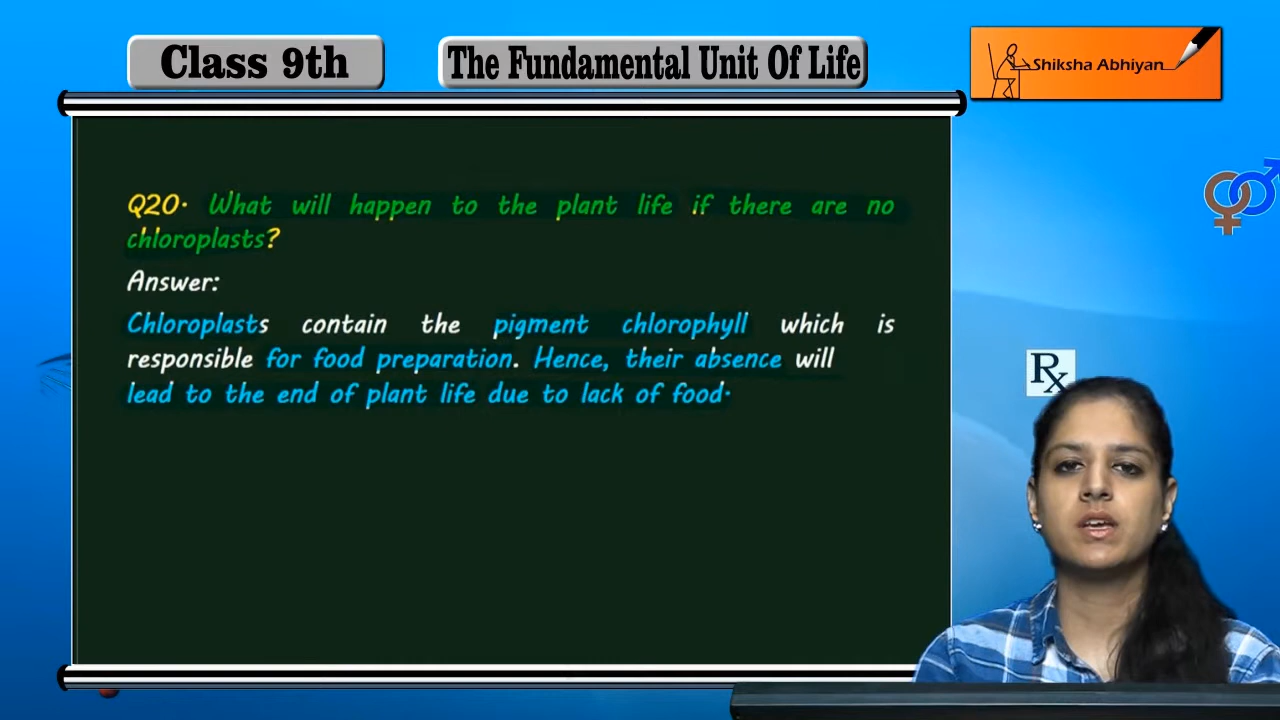 Class 9th
The Fundamental Unit Of Life
Shiksha Abhiyan
Q20. What will happen to the plant life if there are no
chloroplasts?
Answer:
Chloroplasts contain the pigment chlorophyll which is
responsible for food preparation. Hence, their absence will
lead to the end of plant life due to lack of food.
Rx